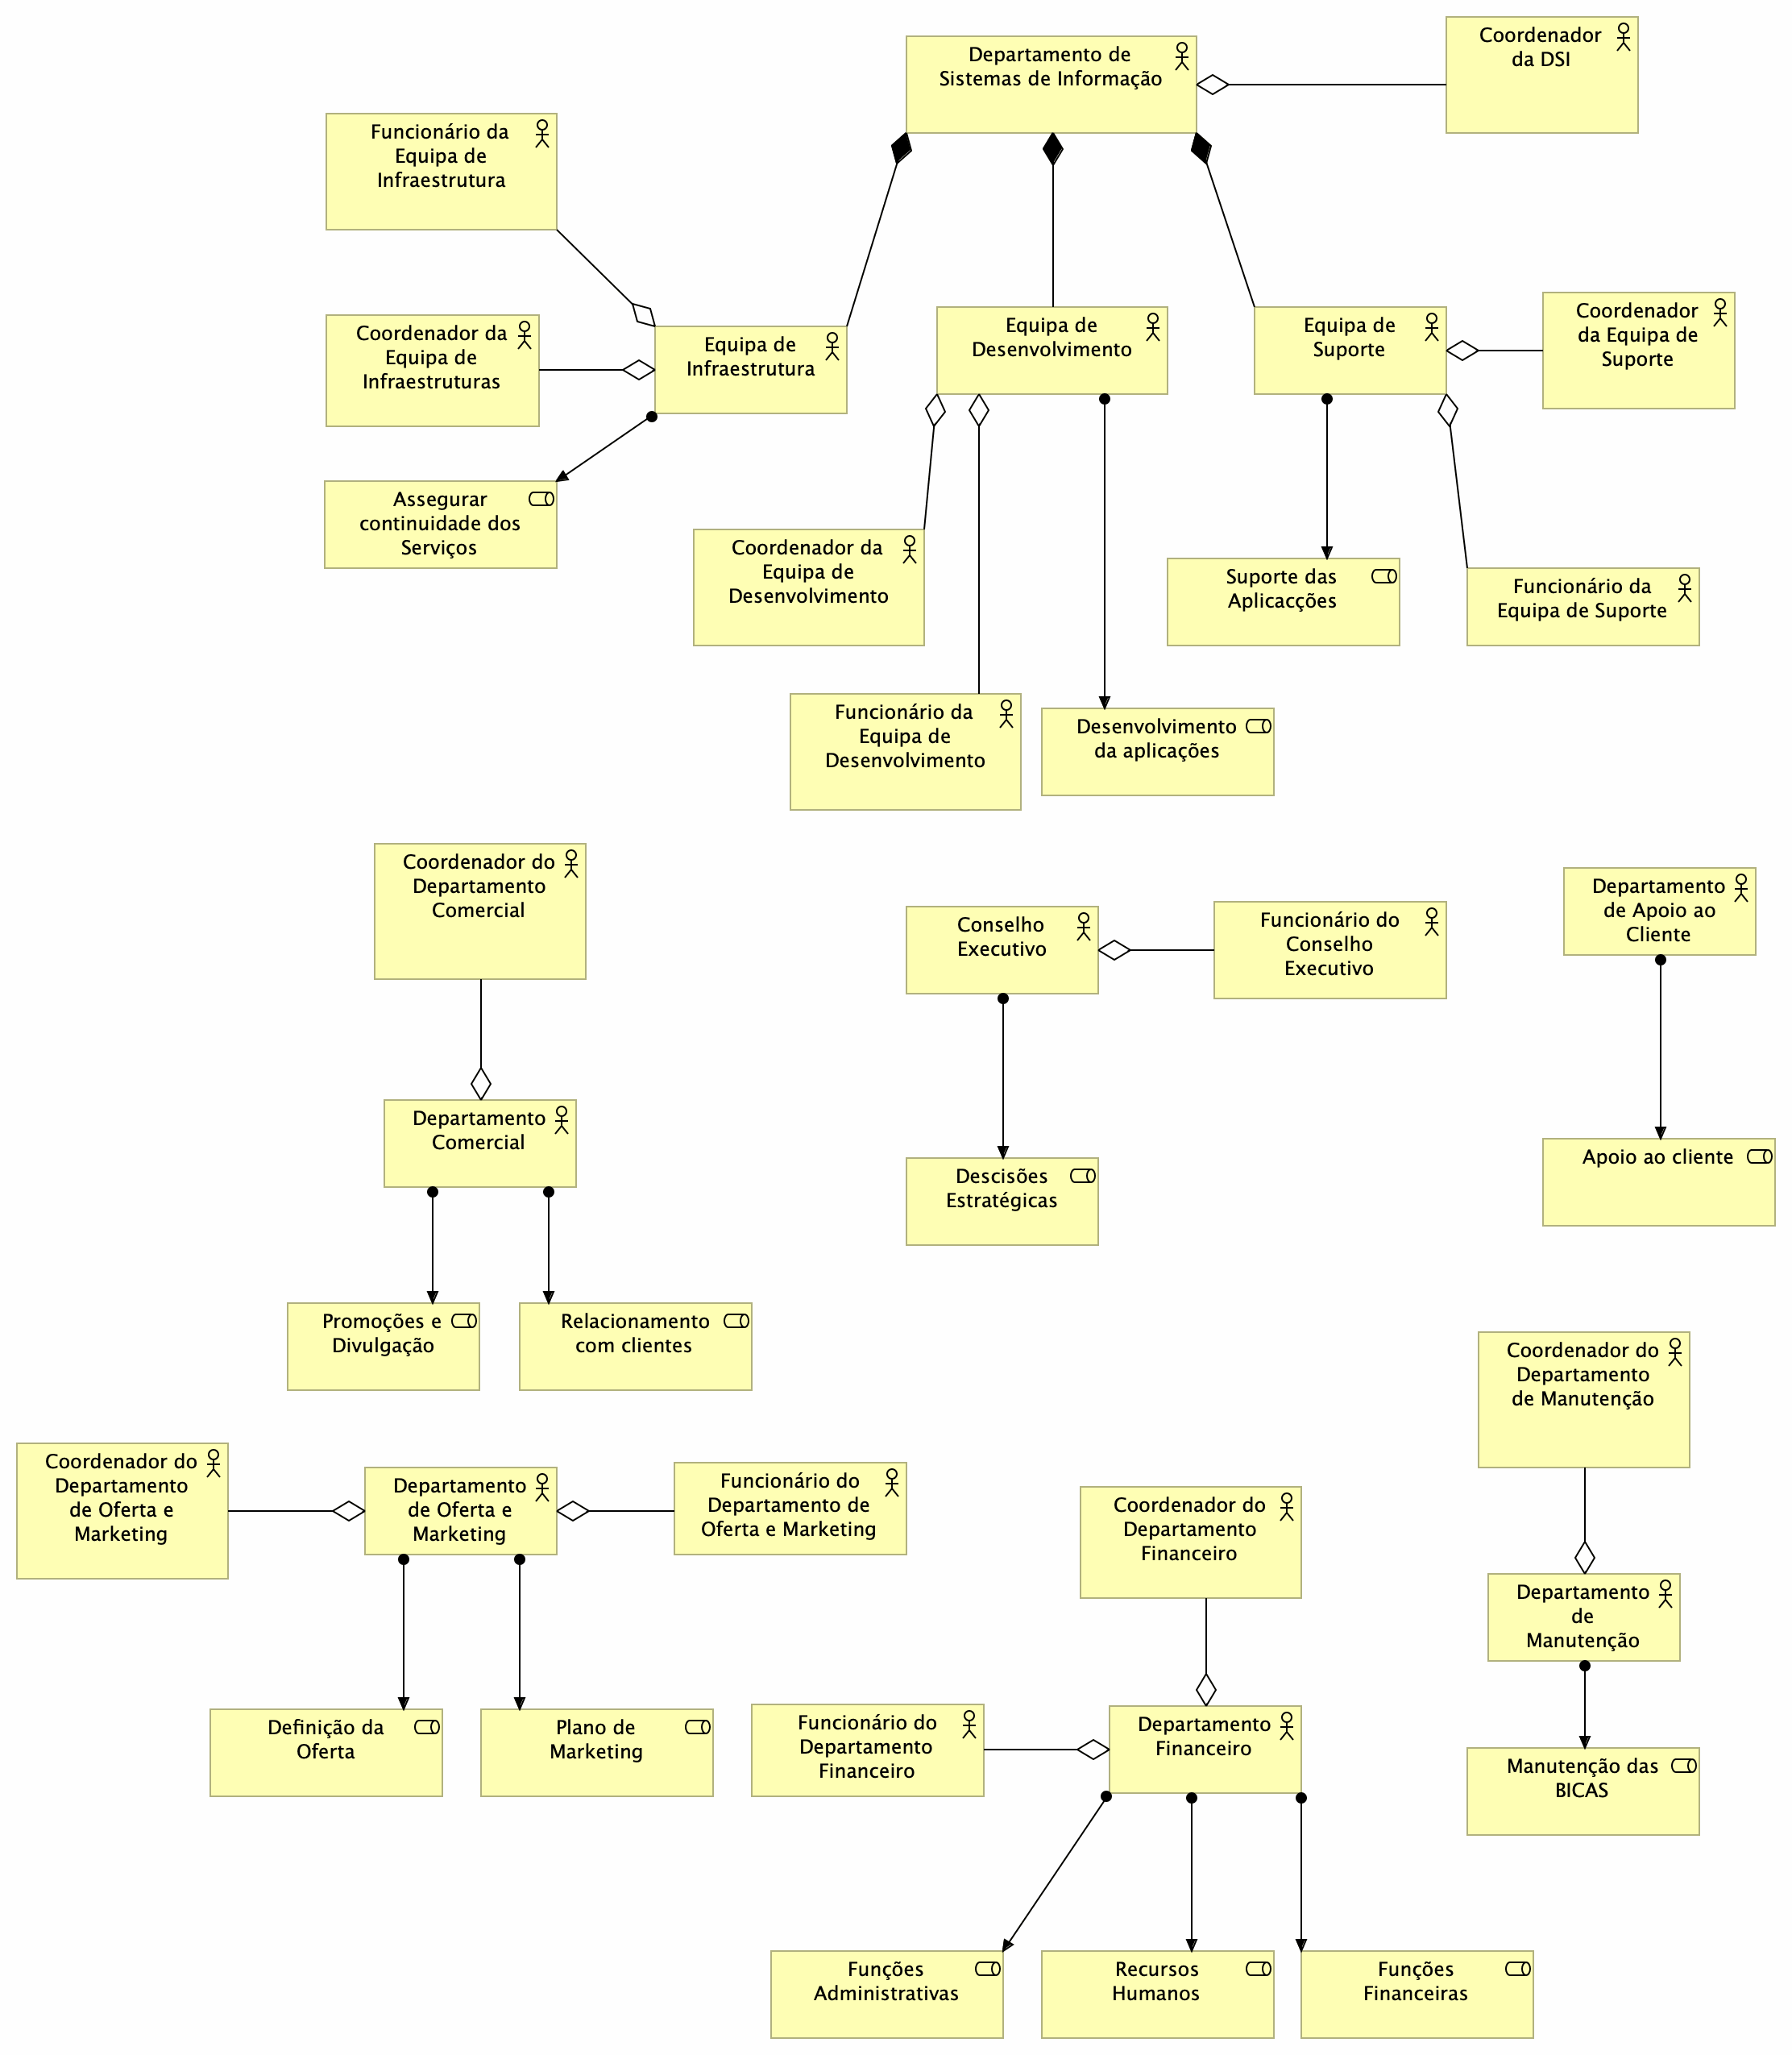 Departamento de
Sistemas de Informação
Coordenador
da DSI
Funcionário da
Equipa de
Infraestrutura
Coordenador da
Equipa de
Infraestruturas
Equipa de
Infraestrutura
Equipa de
Desenvolvimento
Equipa de
Suporte
Coordenador
da Equipa de
Suporte
Assegurar
continuidade dos
Serviços
Coordenador da
Equipa de
Desenvolvimento
Suporte das
Aplicacções
Funcionário da
Equipa de Suporte
Funcionário da
Equipa de
Desenvolvimento
Desenvolvimento
da aplicações
Coordenador do
Departamento
Comercial
Conselho
Executivo
Funcionário do
Conselho
Executivo
Departamento
de Apoio ao
Cliente
Departamento
Comercial
Descisões
Estratégicas
Apoio ao cliente
Promoções e
Divulgação
Relacionamento
com clientes
Coordenador do
Departamento
de Manutenção
Coordenador do
Departamento
de Oferta e
Marketing
Departamento
de Oferta e
Marketing
Funcionário do
Departamento de
Oferta e Marketing
Coordenador do
Departamento
Financeiro
Departamento
de
Manutenção
Definição da
Oferta
Plano de
Marketing
Funcionário do
Departamento
Financeiro
Departamento
Financeiro
Manutenção das
BICAS
Funções
Administrativas
Recursos
Humanos
Funções
Financeiras